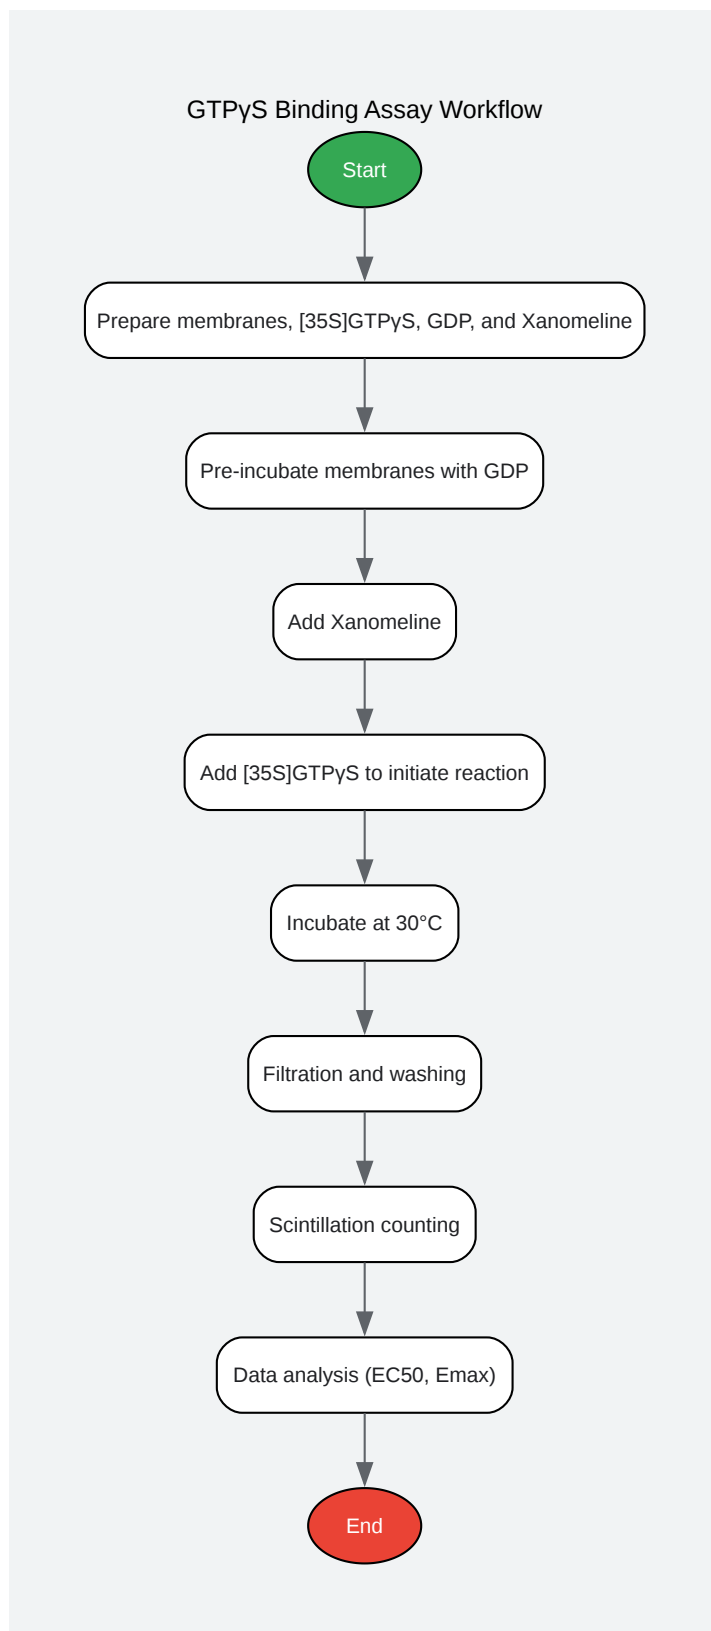 GTPγS Binding Assay Workflow
Start
Prepare membranes, [35S]GTPγS, GDP, and Xanomeline
Pre-incubate membranes with GDP
Add Xanomeline
Add [35S]GTPγS to initiate reaction
Incubate at 30°C
Filtration and washing
Scintillation counting
Data analysis (EC50, Emax)
End